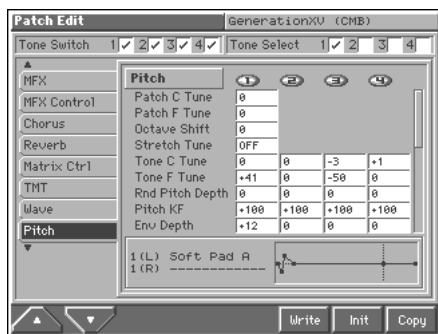 Patch Edit GenerationXV (CMB)
Tone Switch 1 2 3 4 Tone Select 1 2 3 4
MFX
MFX Control
Chorus
Reverb
Matrix Ctrl
TMT
Wave
Pitch
Pitch 1 2 3 4
Patch C Tune 0
Patch F Tune 0
Octave Shift 0
Stretch Tune OFF
Tone C Tune 0 0 -3 +1
Tone F Tune +41 0 -50 0
Rnd Pitch Depth 0 0 0 0
Pitch KF +100 +100 +100 +100
Env Depth +12 0 0 0
1(L) Soft Pad A
1(R) ------------
Write Init Copy